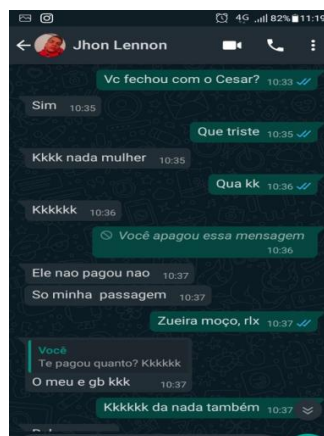 4G 82% 11:19
Jhon Lennon
Vc fechou com o Cesar? 10:33
Sim 10:35
Que triste 10:35
Kkkk nada mulher 10:35
Qua kk 10:36
Kkkkkk 10:36
Você apagou essa mensagem
10:36
Ele nao pagou nao 10:37
So minha passagem 10:37
Zueira moço, rlx 10:37
Você
Te pagou quanto? Kkkkkk
O meu e gb kkk 10:37
Kkkkkk da nada também 10:37